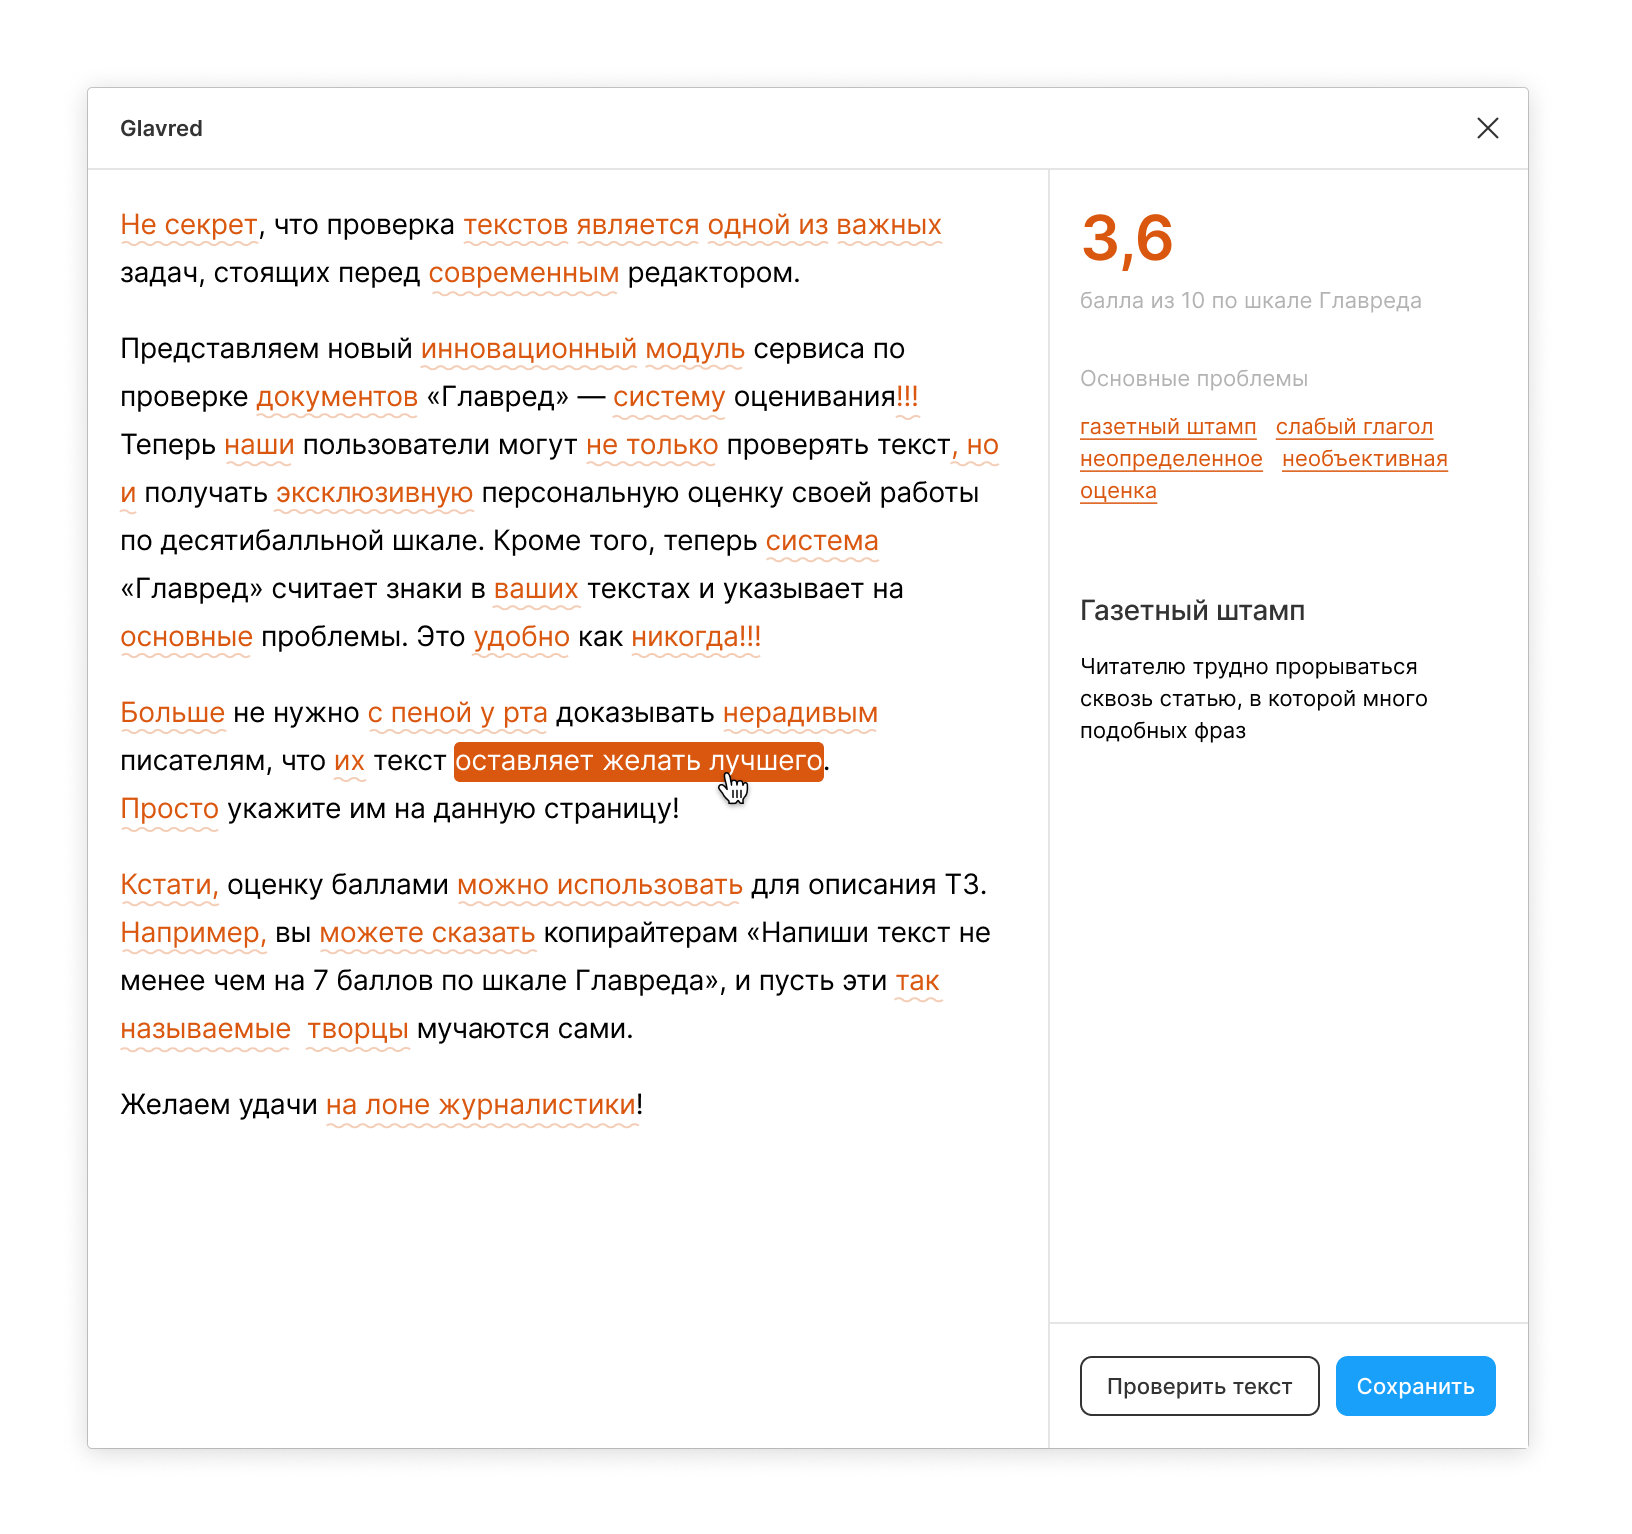 Glavred
Не секрет, что проверка текстов является одной из важных
задач, стоящих перед современным редактором.
Представляем новый инновационный модуль сервиса по
проверке документов «Главред» — систему оценивания!!!
Теперь наши пользователи могут не только проверять текст, но
и получать эксклюзивную персональную оценку своей работы
по десятибалльной шкале. Кроме того, теперь система
«Главред» считает знаки в ваших текстах и указывает на
основные проблемы. Это удобно как никогда!!!
Больше не нужно с пеной у рта доказывать нерадивым
писателям, что их текст оставляет желать лучшего.
Просто укажите им на данную страницу!
Кстати, оценку баллами можно использовать для описания ТЗ.
Например, вы можете сказать копирайтерам «Напиши текст не
менее чем на 7 баллов по шкале Главреда», и пусть эти так
называемые творцы мучаются сами.
Желаем удачи на лоне журналистики!
3,6
балла из 10 по шкале Главреда
Основные проблемы
газетный штамп слабый глагол
неопределенное необъективная
оценка
Газетный штамп
Читателю трудно прорываться
сквозь статью, в которой много
подобных фраз
Проверить текст Сохранить